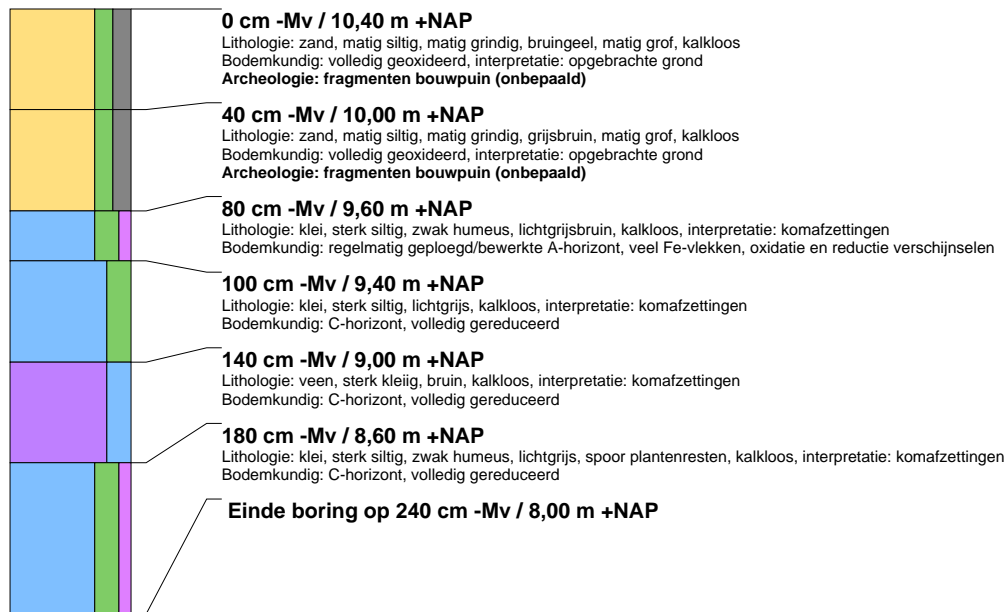 0 cm -Mv / 10,40 m +NAP
Lithologie: zand, matig siltig, matig grindig, bruingeel, matig grof, kalkloos
Bodemkundig: volledig geoxideerd, interpretatie: opgebrachte grond
Archeologie: fragmenten bouwpuin (onbepaald)
40 cm -Mv / 10,00 m +NAP
Lithologie: zand, matig siltig, matig grindig, grijsbruin, matig grof, kalkloos
Bodemkundig: volledig geoxideerd, interpretatie: opgebrachte grond
Archeologie: fragmenten bouwpuin (onbepaald)
80 cm -Mv / 9,60 m +NAP
Lithologie: klei, sterk siltig, zwak humeus, lichtgrijsbruin, kalkloos, interpretatie: komafzettingen
Bodemkundig: regelmatig geploegd/bewerkte A-horizont, veel Fe-vlekken, oxidatie en reductie verschijnselen
100 cm -Mv / 9,40 m +NAP
Lithologie: klei, sterk siltig, lichtgrijs, kalkloos, interpretatie: komafzettingen
Bodemkundig: C-horizont, volledig gereduceerd
140 cm -Mv / 9,00 m +NAP
Lithologie: veen, sterk kleiig, bruin, kalkloos, interpretatie: komafzettingen
Bodemkundig: C-horizont, volledig gereduceerd
180 cm -Mv / 8,60 m +NAP
Lithologie: klei, sterk siltig, zwak humeus, lichtgrijs, spoor plantenresten, kalkloos, interpretatie: komafzettingen
Bodemkundig: C-horizont, volledig gereduceerd
Einde boring op 240 cm -Mv / 8,00 m +NAP